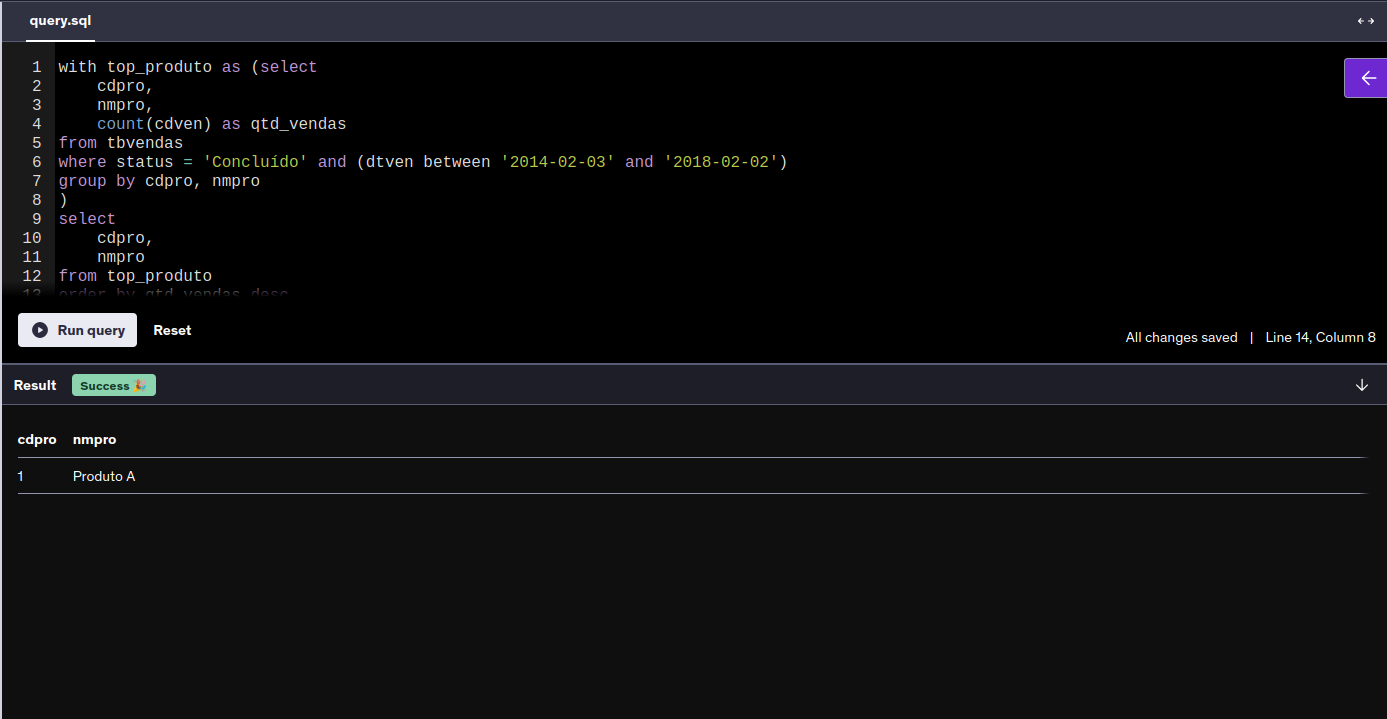 query.sql
1 with top_produto as (select
2 cdpro,
3 nmpro,
4 count(cdven) as qtd_vendas
5 from tbvendas
6 where status = 'Concluído' and (dtven between '2014-02-03' and '2018-02-02')
7 group by cdpro, nmpro
8 )
9 select
10 cdpro,
11 nmpro
12 from top_produto
13 order by qtd_vendas desc
Run query Reset
All changes saved | Line 14, Column 8
Result Success 🎉
cdpro nmpro
1 Produto A